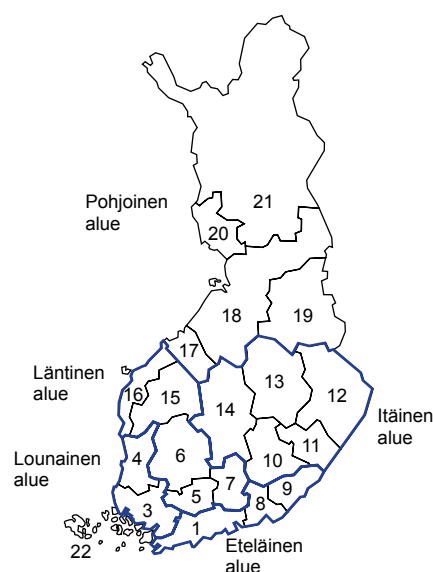 Pohjoinen
alue
21
20
18
19
17
Läntinen
alue
16
15
13
12
14
Itäinen
alue
Lounainen
alue
4
6
10
11
7
9
5
8
3
1
22
Eteläinen
alue